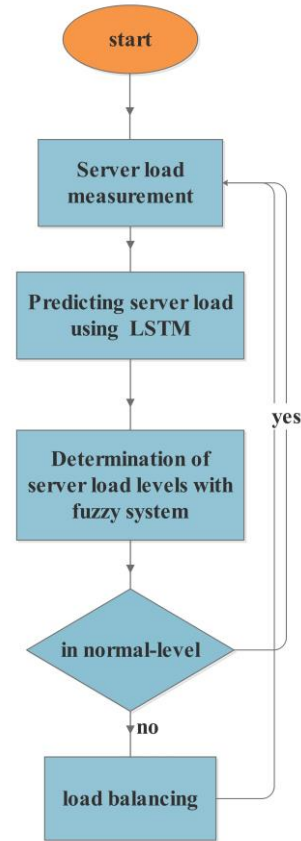 start
Server load
measurement
Predicting server load
using LSTM
Determination of
server load levels with
fuzzy system
in normal-level
yes
no
load balancing